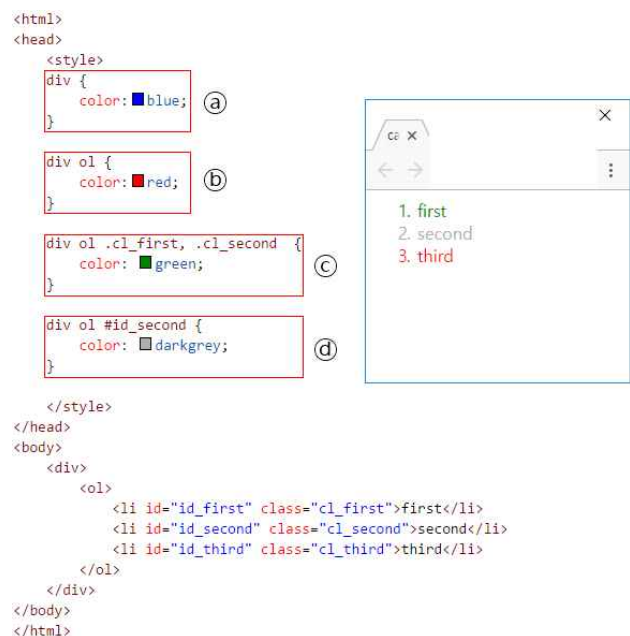 <html>
<head>
<style>
div {
color: blue;
}
ⓐ
div ol {
color: red;
}
ⓑ
div ol .cl_first, .cl_second {
color: green;
}
ⓒ
div ol #id_second {
color: darkgrey;
}
ⓓ
</style>
</head>
<body>
<div>
<ol>
<li id="id_first" class="cl_first">first</li>
<li id="id_second" class="cl_second">second</li>
<li id="id_third" class="cl_third">third</li>
</ol>
</div>
</body>
</html>
ca ×
1. first
2. second
3. third